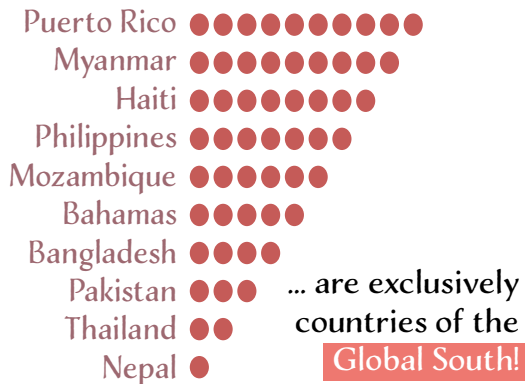 Puerto Rico
Myanmar
Haiti
Philippines
Mozambique
Bahamas
Bangladesh
Pakistan
Thailand
Nepal
... are exclusively
countries of the
Global South!